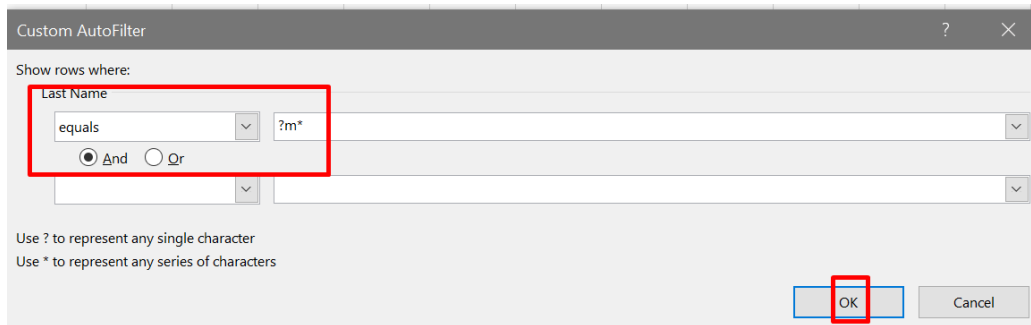 Custom AutoFilter ?
Show rows where:
Last Name
equals ?m*
And Or
Use ? to represent any single character
Use * to represent any series of characters
OK Cancel